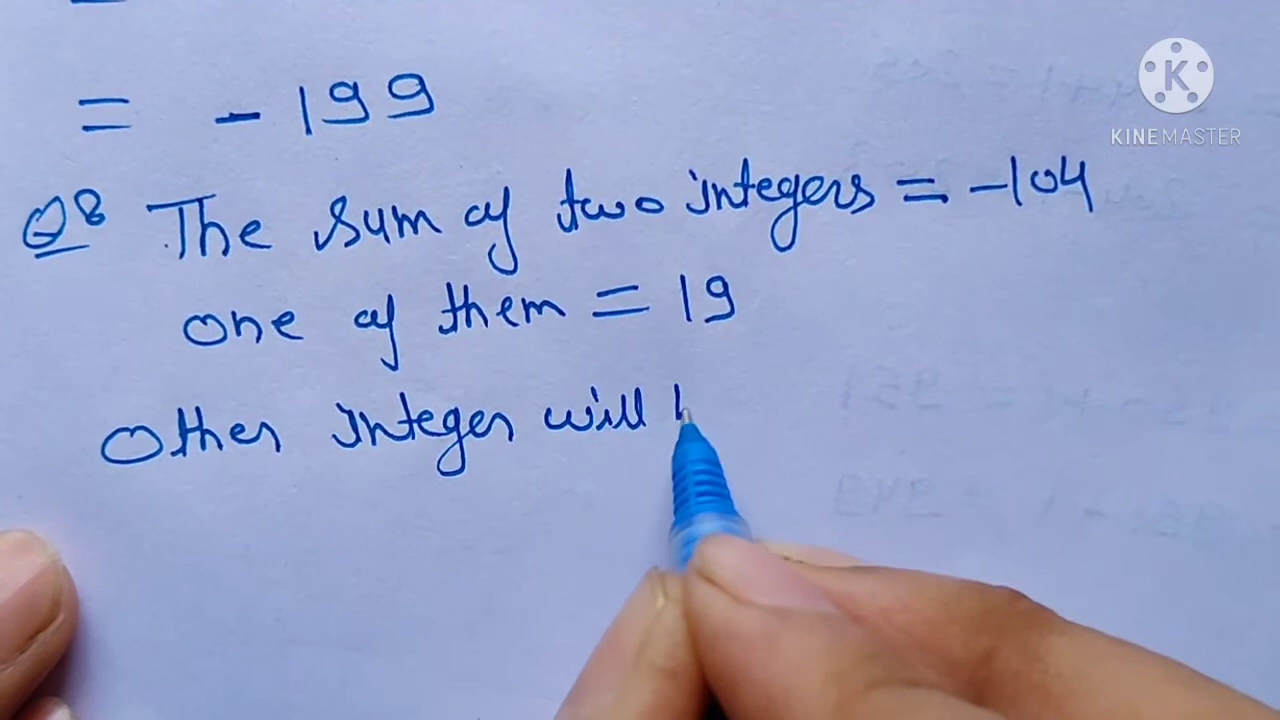 = -199
Q8 The sum of two integers = -104
one of them = 19
Other integer will
K
KINEMASTER